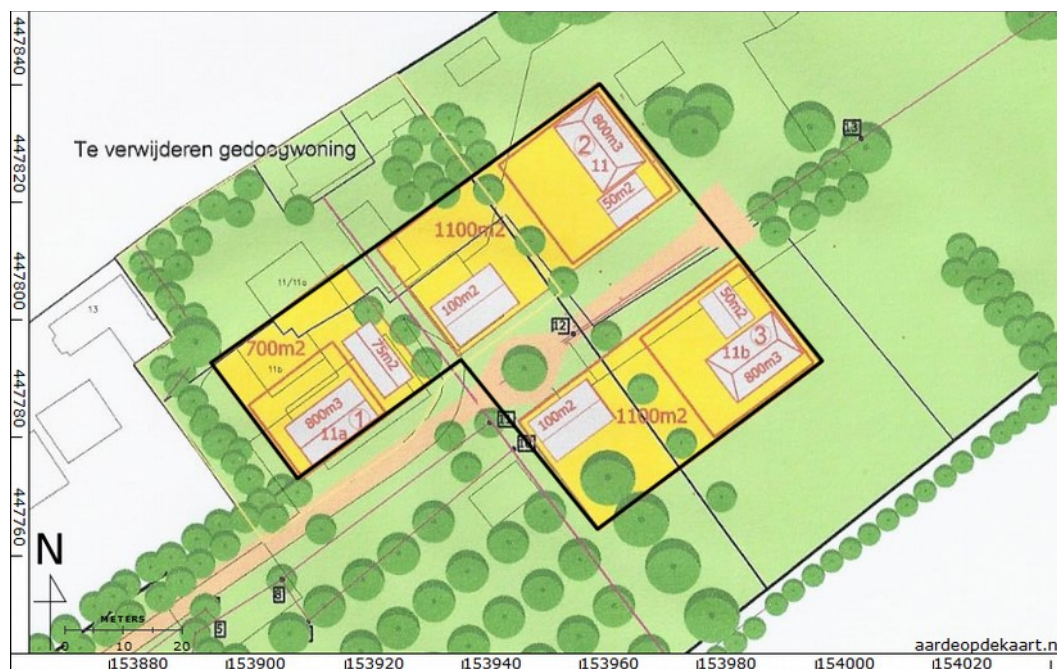 447840
447820
447800
447780
447760
Te verwijderen gedoogwoning
13
800m3
2
11
50m2
1100m2
11/11a
100m2
12
700m2
11b
75m2
800m3
11a
1
50m2
11b
3
800m3
100m2
1100m2
13
N
METERS
0 10 20
8
5
153880 153900 153920 153940 153960 153980 154000 154020
aardeopdekaart.n